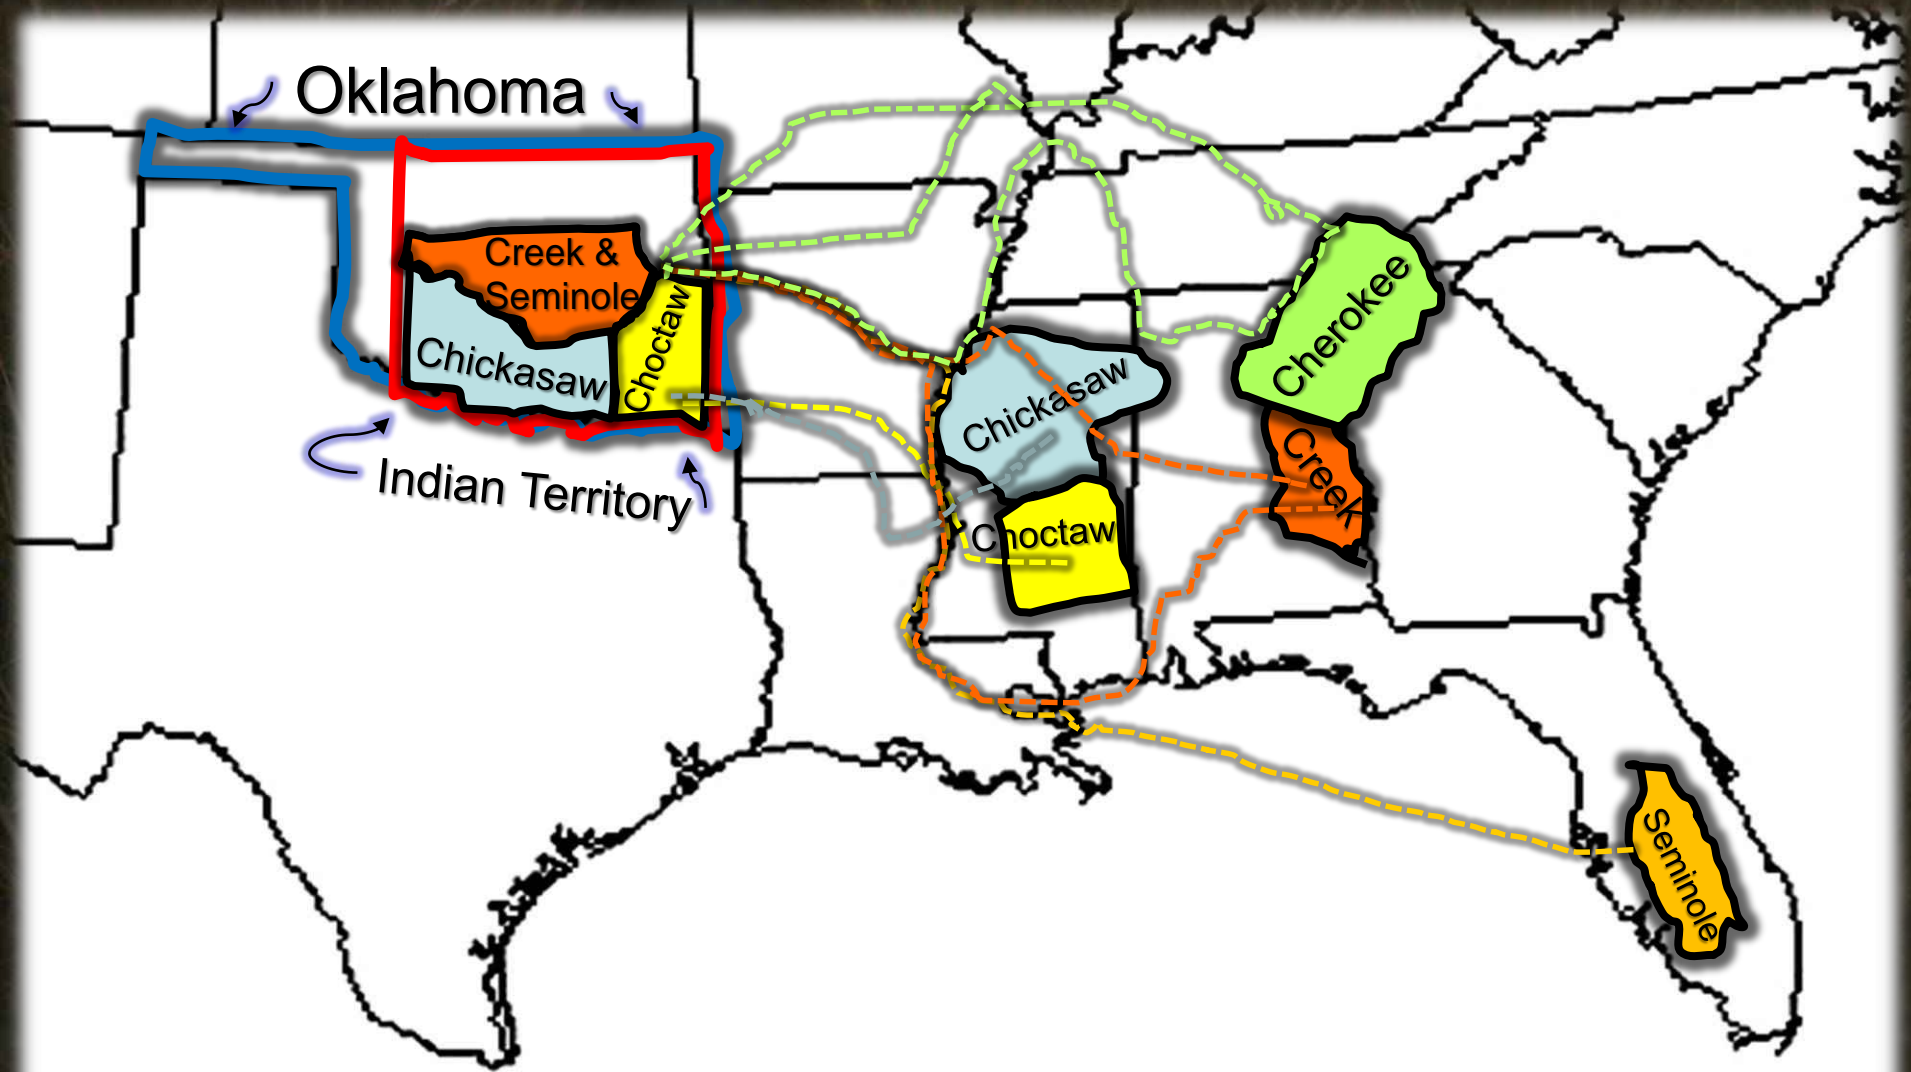 Oklahoma
Creek &
Seminole
Chickasaw
Choctaw
Indian Territory
Chickasaw
Choctaw
Cherokee
Creek
Seminole